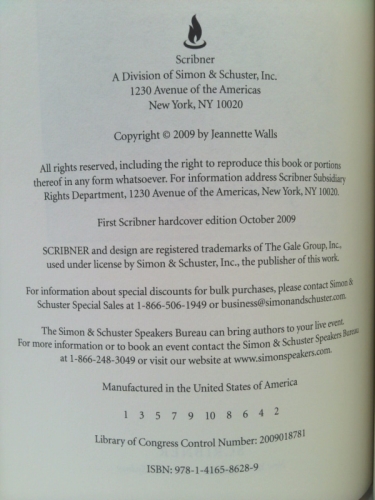 Scribner
A Division of Simon & Schuster, Inc.
1230 Avenue of the Americas
New York, NY 10020
Copyright © 2009 by Jeannette Walls
All rights reserved, including the right to reproduce this book or portions
thereof in any form whatsoever. For information address Scribner Subsidiary
Rights Department, 1230 Avenue of the Americas, New York, NY 10020.
First Scribner hardcover edition October 2009
SCRIBNER and design are registered trademarks of The Gale Group, Inc.,
used under license by Simon & Schuster, Inc., the publisher of this work.
For information about special discounts for bulk purchases, please contact Simon &
Schuster Special Sales at 1-866-506-1949 or business@simonandschuster.com.
The Simon & Schuster Speakers Bureau can bring authors to your live event.
For more information or to book an event contact the Simon & Schuster Speakers Bureau
at 1-866-248-3049 or visit our website at www.simonspeakers.com.
Manufactured in the United States of America
1 3 5 7 9 10 8 6 4 2
Library of Congress Control Number: 2009018781
ISBN: 978-1-4165-8628-9